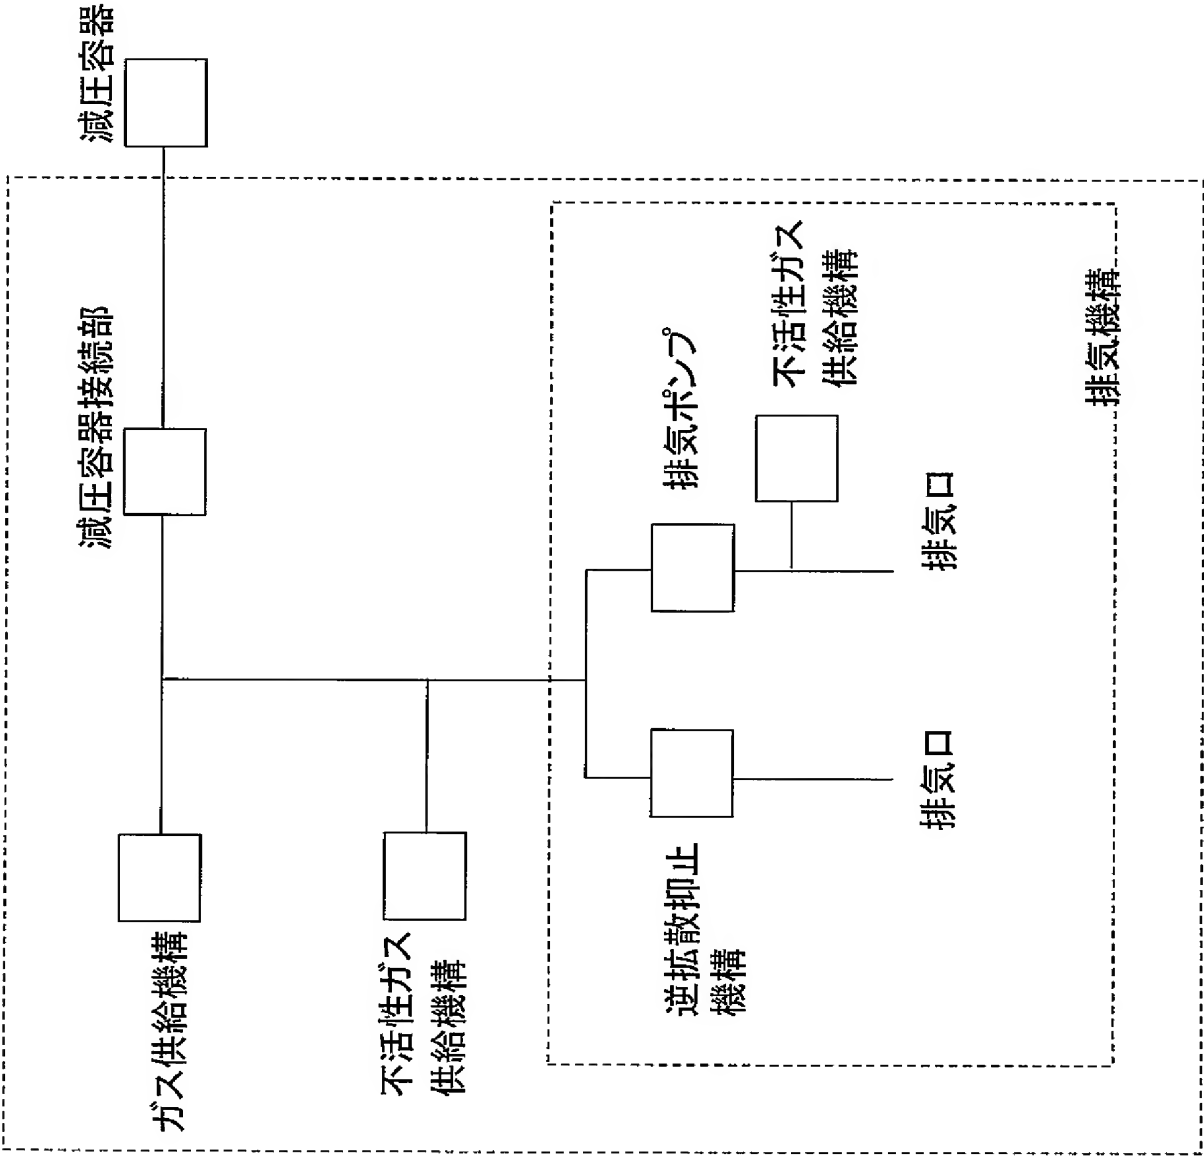 減圧容器
減圧容器接続部
ガス供給機構
不活性ガス
供給機構
排気ポンプ
不活性ガス
供給機構
逆拡散抑止
機構
排気口
排気口
排気機構